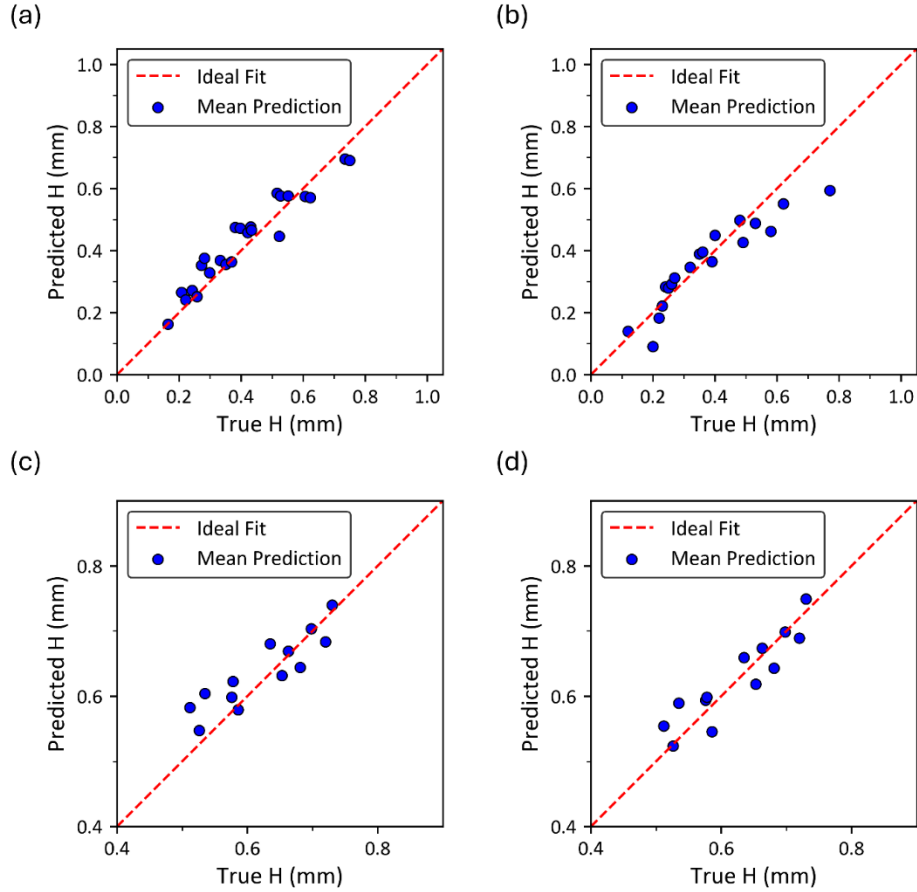 (a)
(b)
Ideal Fit
Mean Prediction
Predicted H (mm)
1.0
0.8
0.6
0.4
0.2
0.0
0.0 0.2 0.4 0.6 0.8 1.0
True H (mm)
Ideal Fit
Mean Prediction
Predicted H (mm)
1.0
0.8
0.6
0.4
0.2
0.0
0.0 0.2 0.4 0.6 0.8 1.0
True H (mm)
(c)
(d)
Ideal Fit
Mean Prediction
Predicted H (mm)
0.8
0.6
0.4
0.4 0.6 0.8
True H (mm)
Ideal Fit
Mean Prediction
Predicted H (mm)
0.8
0.6
0.4
0.4 0.6 0.8
True H (mm)